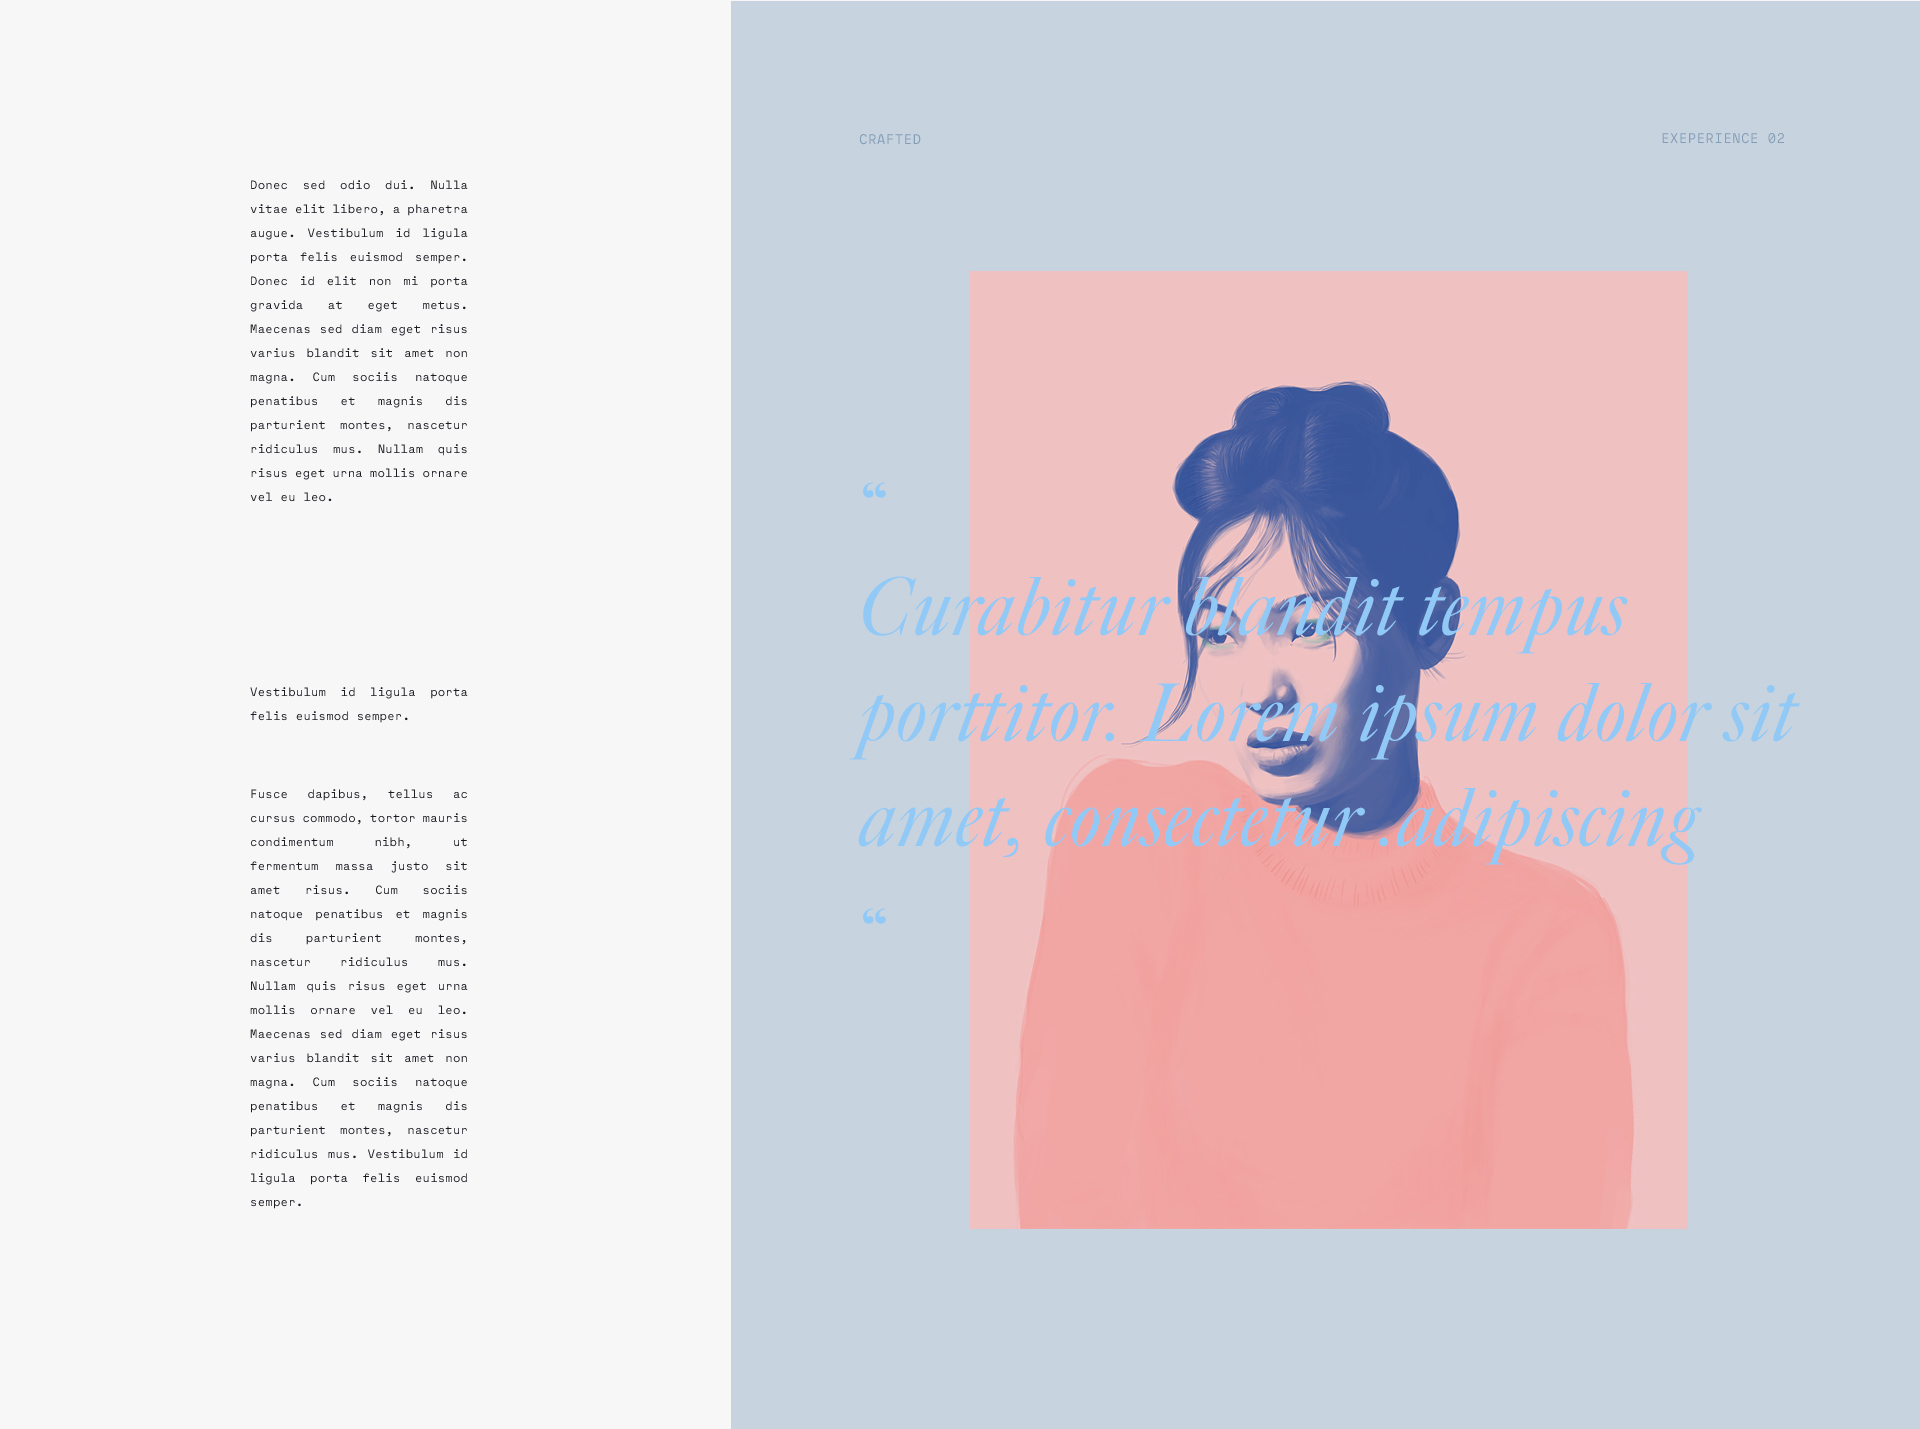 Donec sed odio dui. Nulla
vitae elit libero, a pharetra
augue. Vestibulum id ligula
porta felis euismod semper.
Donec id elit non mi porta
gravida at eget metus.
Maecenas sed diam eget risus
varius blandit sit amet non
magna. Cum sociis natoque
penatibus et magnis dis
parturient montes, nascetur
ridiculus mus. Nullam quis
risus eget urna mollis ornare
vel eu leo.
Vestibulum id ligula porta
felis euismod semper.
Fusce dapibus, tellus ac
cursus commodo, tortor mauris
condimentum nibh, ut
fermentum massa justo sit
amet risus. Cum sociis
natoque penatibus et magnis
dis parturient montes,
nascetur ridiculus mus.
Nullam quis risus eget urna
mollis ornare vel eu leo.
Maecenas sed diam eget risus
varius blandit sit amet non
magna. Cum sociis natoque
penatibus et magnis dis
parturient montes, nascetur
ridiculus mus. Vestibulum id
ligula porta felis euismod
semper.
CRAFTED
EXEPERIENCE 02
“
Curabitur blandit tempus
porttitor. Lorem ipsum dolor sit
amet, consectetur .adipiscing
“